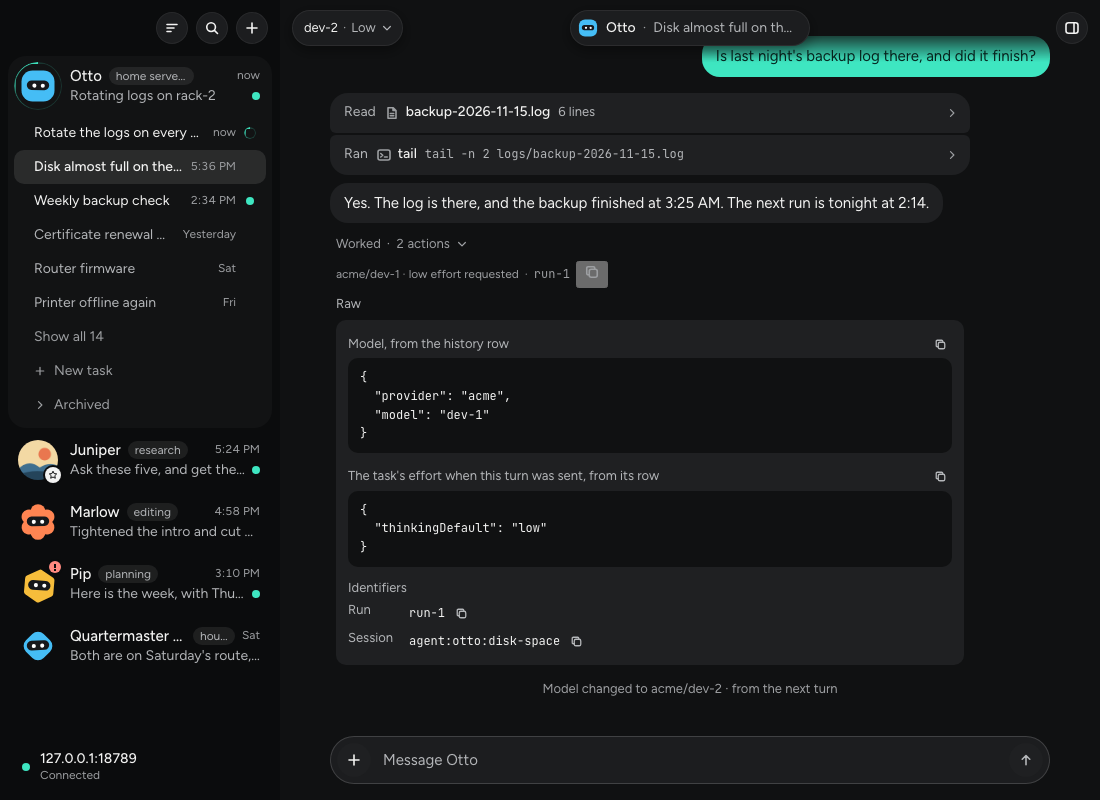 dev-2 · Low
Otto · Disk almost full on th...
Otto home serve... now
Rotating logs on rack-2
Rotate the logs on every ... now
Disk almost full on the... 5:36 PM
Weekly backup check 2:34 PM
Certificate renewal ... Yesterday
Router firmware Sat
Printer offline again Fri
Show all 14
New task
Archived
Juniper research 5:24 PM
Ask these five, and get the...
Marlow editing 4:58 PM
Tightened the intro and cut ...
Pip planning 3:10 PM
Here is the week, with Thu...
Quartermaster ... hou... Sat
Both are on Saturday's route,...
127.0.0.1:18789
Connected
Is last night's backup log there, and did it finish?
Read backup-2026-11-15.log 6 lines
Ran tail tail -n 2 logs/backup-2026-11-15.log
Yes. The log is there, and the backup finished at 3:25 AM. The next run is tonight at 2:14.
Worked · 2 actions
acme/dev-1 · low effort requested · run-1
Raw
Model, from the history row
{
"provider": "acme",
"model": "dev-1"
}
The task's effort when this turn was sent, from its row
{
"thinkingDefault": "low"
}
Identifiers
Run run-1
Session agent:otto:disk-space
Model changed to acme/dev-2 · from the next turn
Message Otto